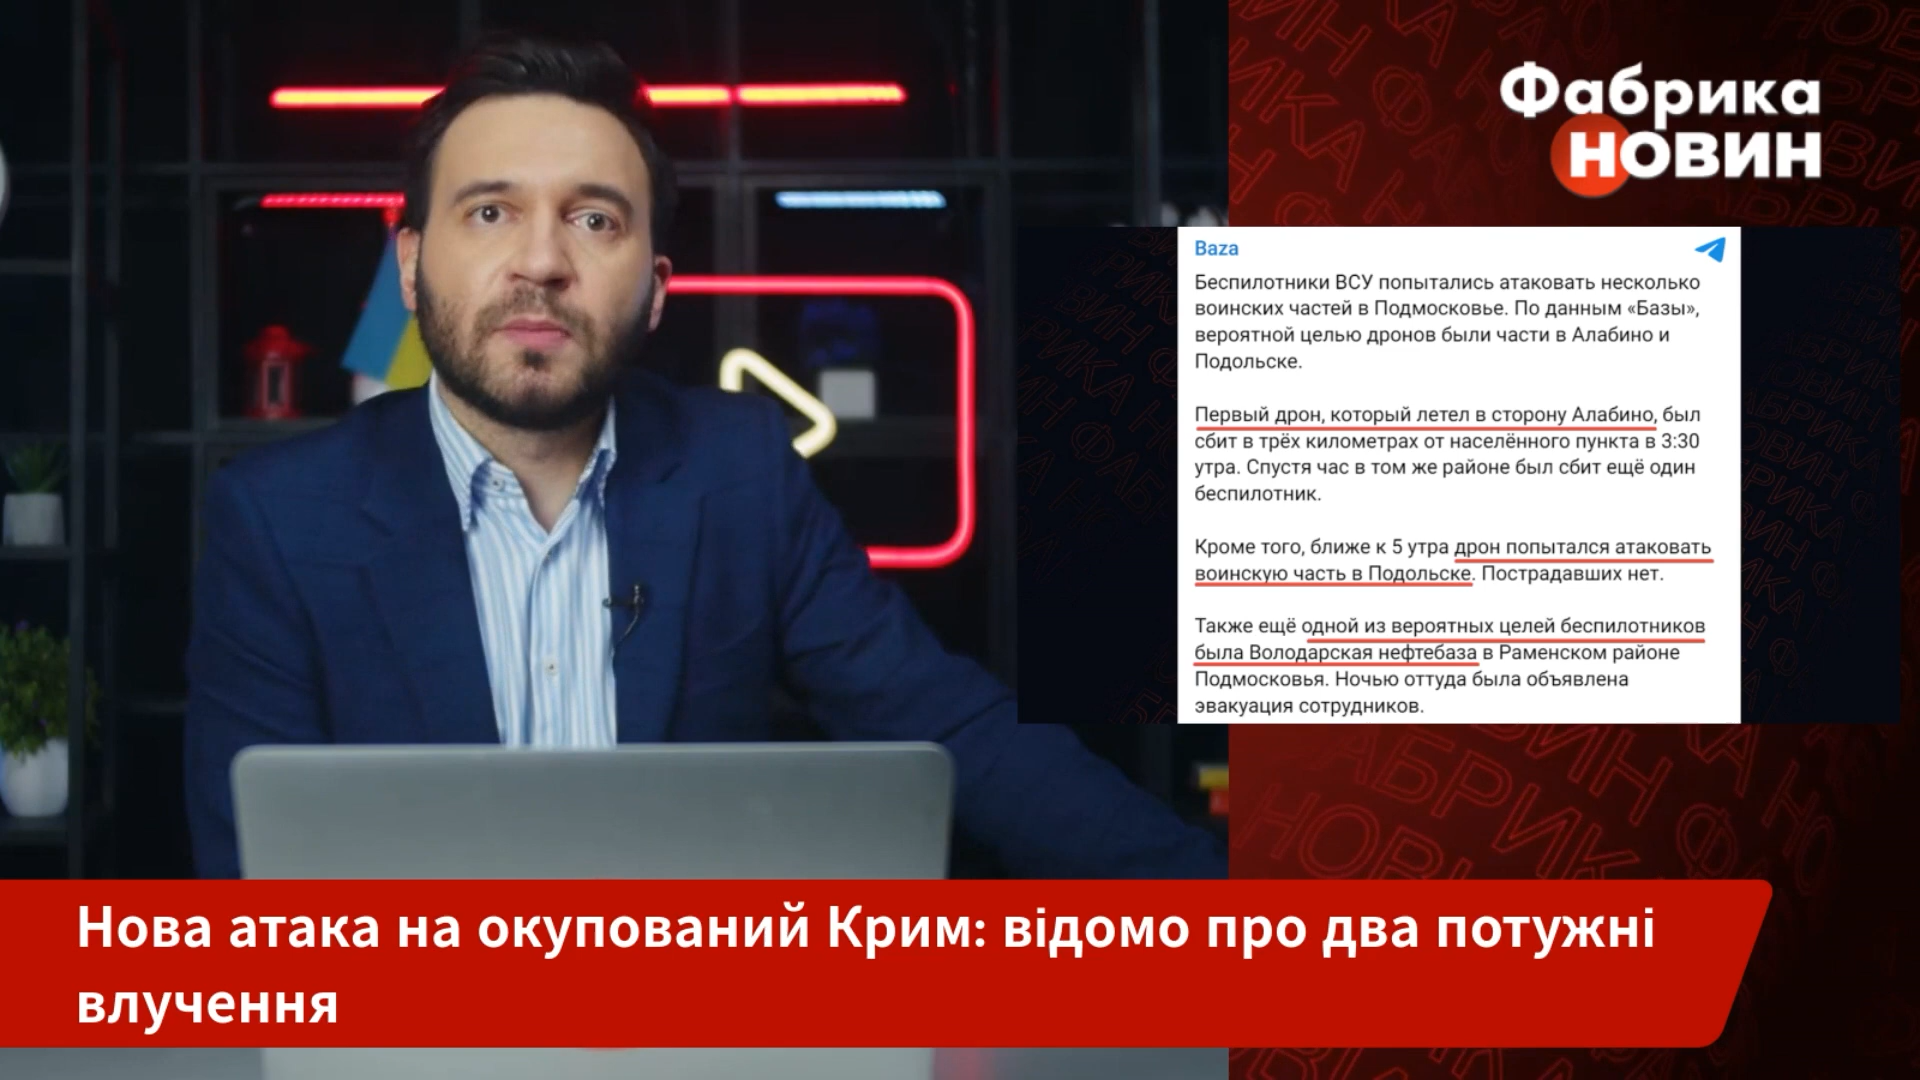 Фабрика
новин
Baza
Беспилотники ВСУ попытались атаковать несколько
воинских частей в Подмосковье. По данным «Базы»,
вероятной целью дронов были части в Алабино и
Подольске.
Первый дрон, который летел в сторону Алабино, был
сбит в трёх километрах от населённого пункта в 3:30
утра. Спустя час в том же районе был сбит ещё один
беспилотник.
Кроме того, ближе к 5 утра дрон попытался атаковать
воинскую часть в Подольске. Пострадавших нет.
Также ещё одной из вероятных целей беспилотников
была Володарская нефтебаза в Раменском районе
Подмосковья. Ночью оттуда была объявлена
эвакуация сотрудников.
Нова атака на окупований Крим: відомо про два потужні
влучення